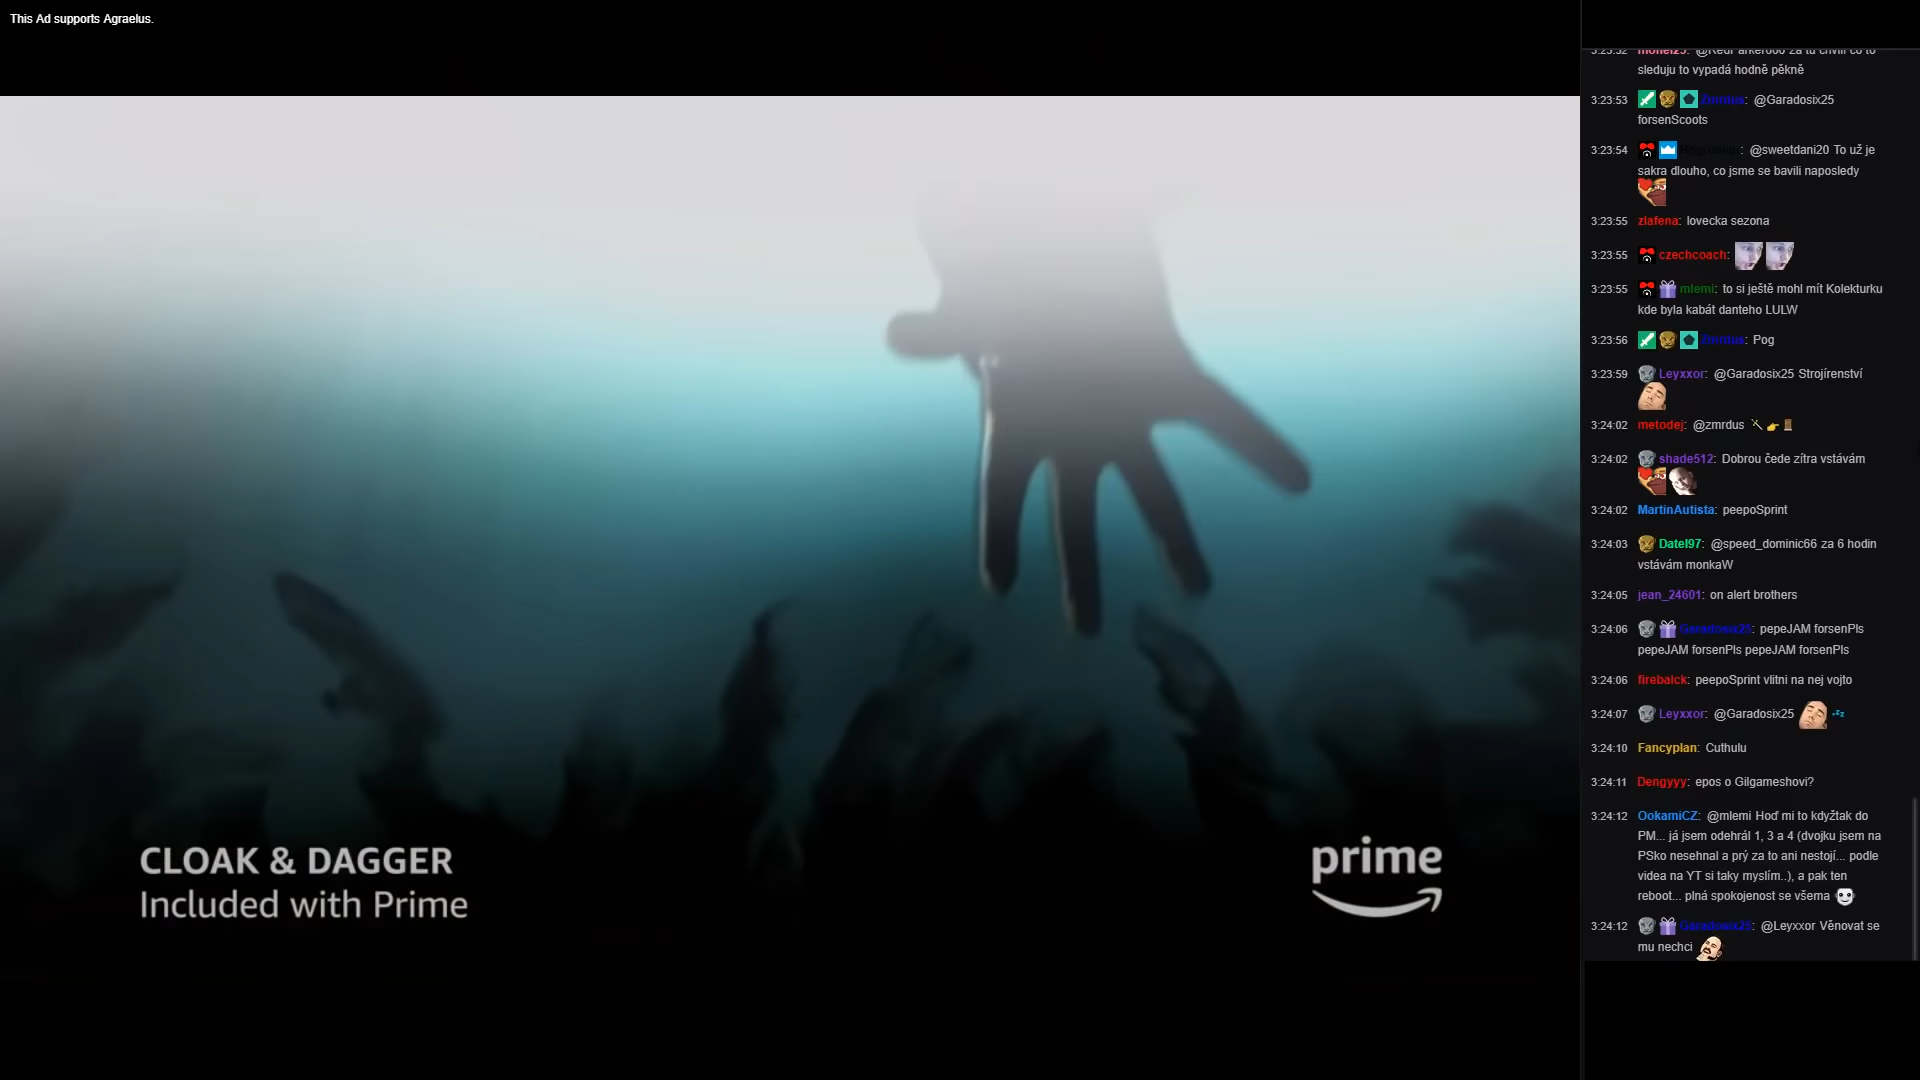 This Ad supports Agraelus.
CLOAK & DAGGER
Included with Prime
prime
sleduju to vypadá hodně pěkně
3:23:53 Zmrdus: @Garadosix25
forsenScoots
3:23:54 : @sweetdani20 To už je
sakra dlouho, co jsme se bavili naposledy
3:23:55 zlafena: lovecka sezona
3:23:55 czechcoach:
3:23:55 mlemi: to si ještě mohl mít Kolekturku
kde byla kabát danteho LULW
3:23:56 Zmrdus: Pog
3:23:59 Leyxxor: @Garadosix25 Strojírenství
3:24:02 metodej: @zmrdus
3:24:02 shade512: Dobrou čede zítra vstávám
3:24:02 MartinAutista: peepoSprint
3:24:03 Datel97: @speed_dominic66 za 6 hodin
vstávám monkaW
3:24:05 jean_24601: on alert brothers
3:24:06 Garadosix25: pepeJAM forsenPls
pepeJAM forsenPls pepeJAM forsenPls
3:24:06 firebalck: peepoSprint vlitni na nej vojto
3:24:07 Leyxxor: @Garadosix25
3:24:10 Fancyplan: Cuthulu
3:24:11 Dengyyy: epos o Gilgameshovi?
3:24:12 OokamiCZ: @mlemi Hoď mi to kdyžtak do
PM... já jsem odehrál 1, 3 a 4 (dvojku jsem na
PSko nesehnal a prý za to ani nestojí... podle
videa na YT si taky myslím..), a pak ten
reboot... plná spokojenost se všema
3:24:12 Garadosix25: @Leyxxor Věnovat se
mu nechci